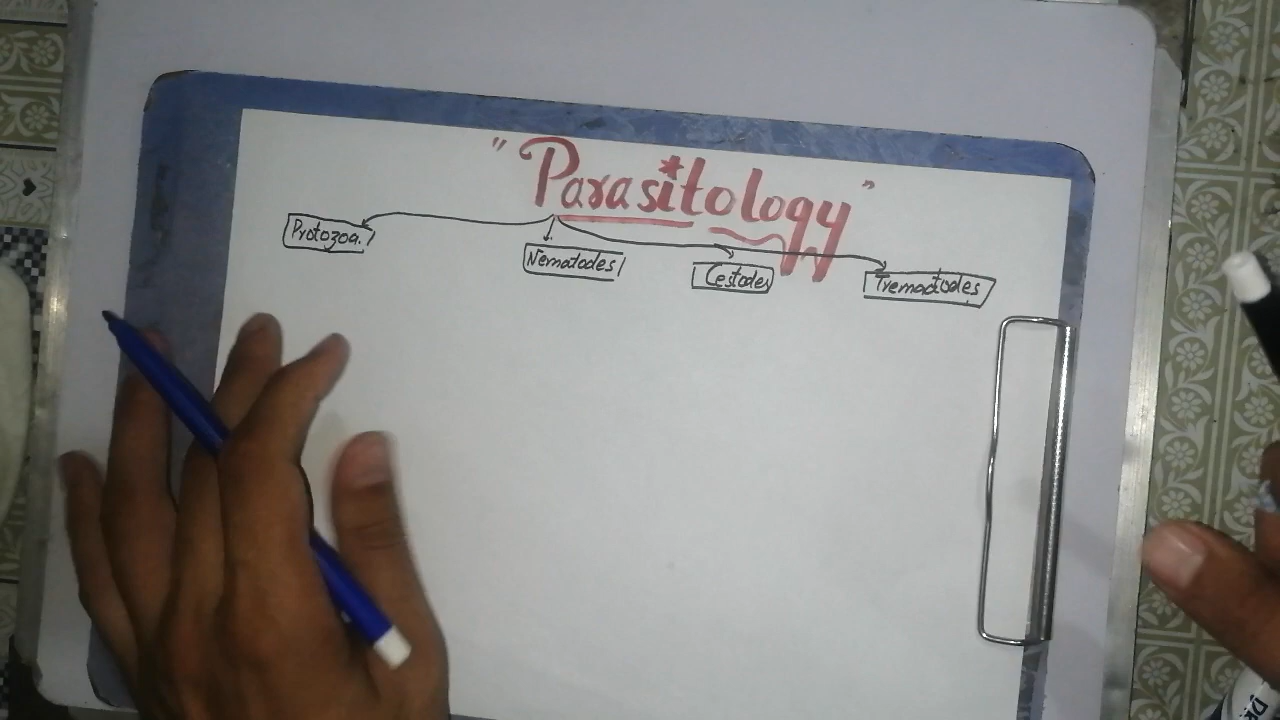 "Parasitology"
Protozoa.
Nematodes
Cestodes
Trematodes